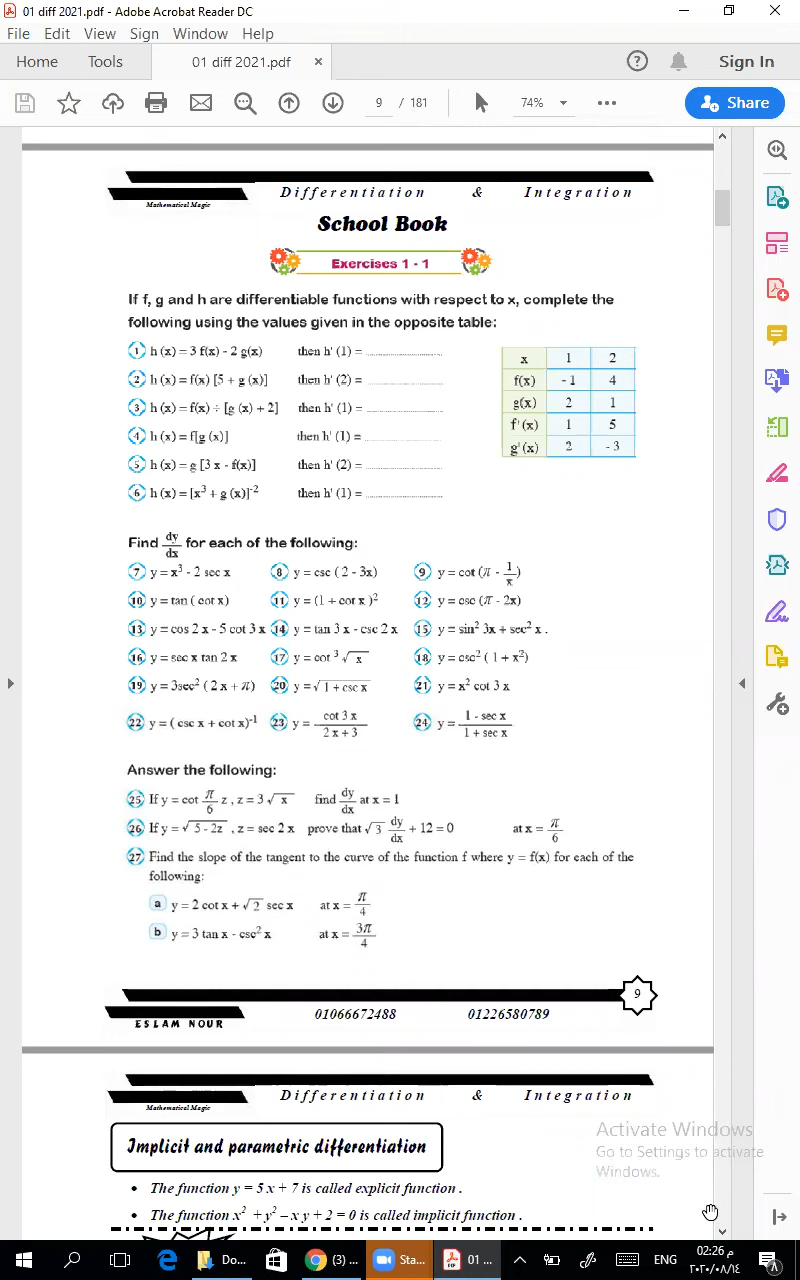 01 diff 2021.pdf - Adobe Acrobat Reader DC
File Edit View Sign Window Help
Home Tools 01 diff 2021.pdf × ? Sign In
9 / 181 74% Share
Differentiation & Integration
Mathematical Magic
School Book
Exercises 1 - 1
If f, g and h are differentiable functions with respect to x, complete the
following using the values given in the opposite table:
1 h (x) = 3 f(x) - 2 g(x) then h' (1) = ....................
2 h (x) = f(x) [5 + g (x)] then h' (2) = ....................
3 h (x) = f(x) ÷ [g (x) + 2] then h' (1) = ....................
4 h (x) = f[g (x)] then h' (1) = ....................
5 h (x) = g [3 x - f(x)] then h' (2) = ....................
6 h (x) = [x³ + g (x)]⁻² then h' (1) = ....................
x 1 2
f(x) - 1 4
g(x) 2 1
f'(x) 1 5
g'(x) 2 - 3
Find dy/dx for each of the following:
7 y = x³ - 2 sec x 8 y = csc ( 2 - 3x) 9 y = cot (π - 1/x)
10 y = tan ( cot x) 11 y = (1 + cot x )² 12 y = csc (π - 2x)
13 y = cos 2 x - 5 cot 3 x 14 y = tan 3 x - csc 2 x 15 y = sin² 3x + sec² x .
16 y = sec x tan 2 x 17 y = cot ³ √x 18 y = csc² ( 1 + x²)
19 y = 3sec² ( 2 x + π) 20 y = √(1 + csc x) 21 y = x² cot 3 x
22 y = ( csc x + cot x)⁻¹ 23 y = cot 3 x / 2 x + 3 24 y = 1 - sec x / 1 + sec x
Answer the following:
25 If y = cot π/6 z , z = 3 √x find dy/dx at x = 1
26 If y = √(5 - 2z) , z = sec 2 x prove that √3 dy/dx + 12 = 0 at x = π/6
27 Find the slope of the tangent to the curve of the function f where y = f(x) for each of the
following:
a y = 2 cot x + √2 sec x at x = π/4
b y = 3 tan x - csc² x at x = 3π/4
9
01066672488 01226580789
ESLAM NOUR
Differentiation & Integration
Mathematical Magic
Implicit and parametric differentiation
• The function y = 5 x + 7 is called explicit function .
• The function x² + y² – x y + 2 = 0 is called implicit function .
Activate Windows
Go to Settings to activate
Windows.
Do... (3) ... Sta... 01 ... ENG 02:26 م
٢٠٢٠/٠٨/١٤ ٨